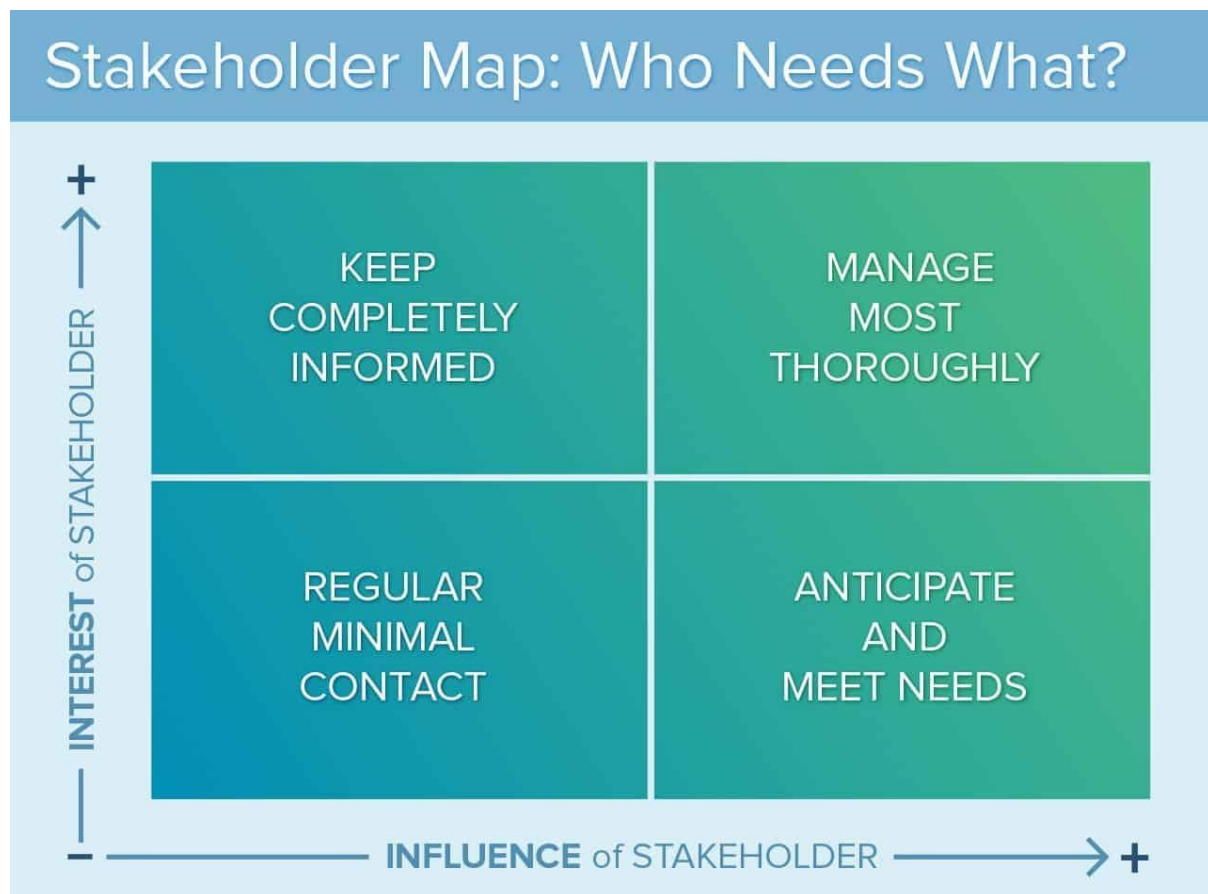 Stakeholder Map: Who Needs What?
+
INTEREST of STAKEHOLDER
KEEP
COMPLETELY
INFORMED
MANAGE
MOST
THOROUGHLY
REGULAR
MINIMAL
CONTACT
ANTICIPATE
AND
MEET NEEDS
–
INFLUENCE of STAKEHOLDER
+